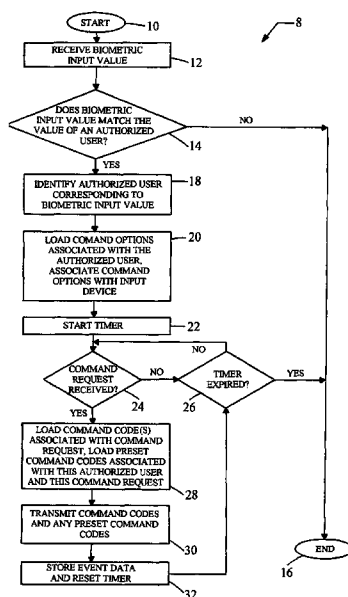 START
10
8
RECEIVE BIOMETRIC
INPUT VALUE
12
DOES BIOMETRIC
INPUT VALUE MATCH THE
VALUE OF AN AUTHORIZED
USER?
NO
14
YES
IDENTIFY AUTHORIZED USER
CORRESPONDING TO
BIOMETRIC INPUT VALUE
18
LOAD COMAND OPTIONS
ASSOCIATED WITH THE
AUTHORIZED USER,
ASSOCIATE COMMAND
OPTIONS WITH INPUT
DEVICE
20
START TIMER
22
NO
COMMAND
REQUEST
RECEIVED?
NO
TIMER
EXPIRED?
YES
24
26
YES
LOAD COMMAND CODE(S)
ASSOCIATED WITH COMMAND
REQUEST, LOAD PRESET
COMMAND CODES ASSOCIATED
WITH THIS AUTHORIZED USER
AND THIS COMMAND REQUEST
28
TRANSMIT COMMAND CODES
AND ANY PRESET COMMAND
CODES
30
STORE EVENT DATA
AND RESET TIMER
32
END
16